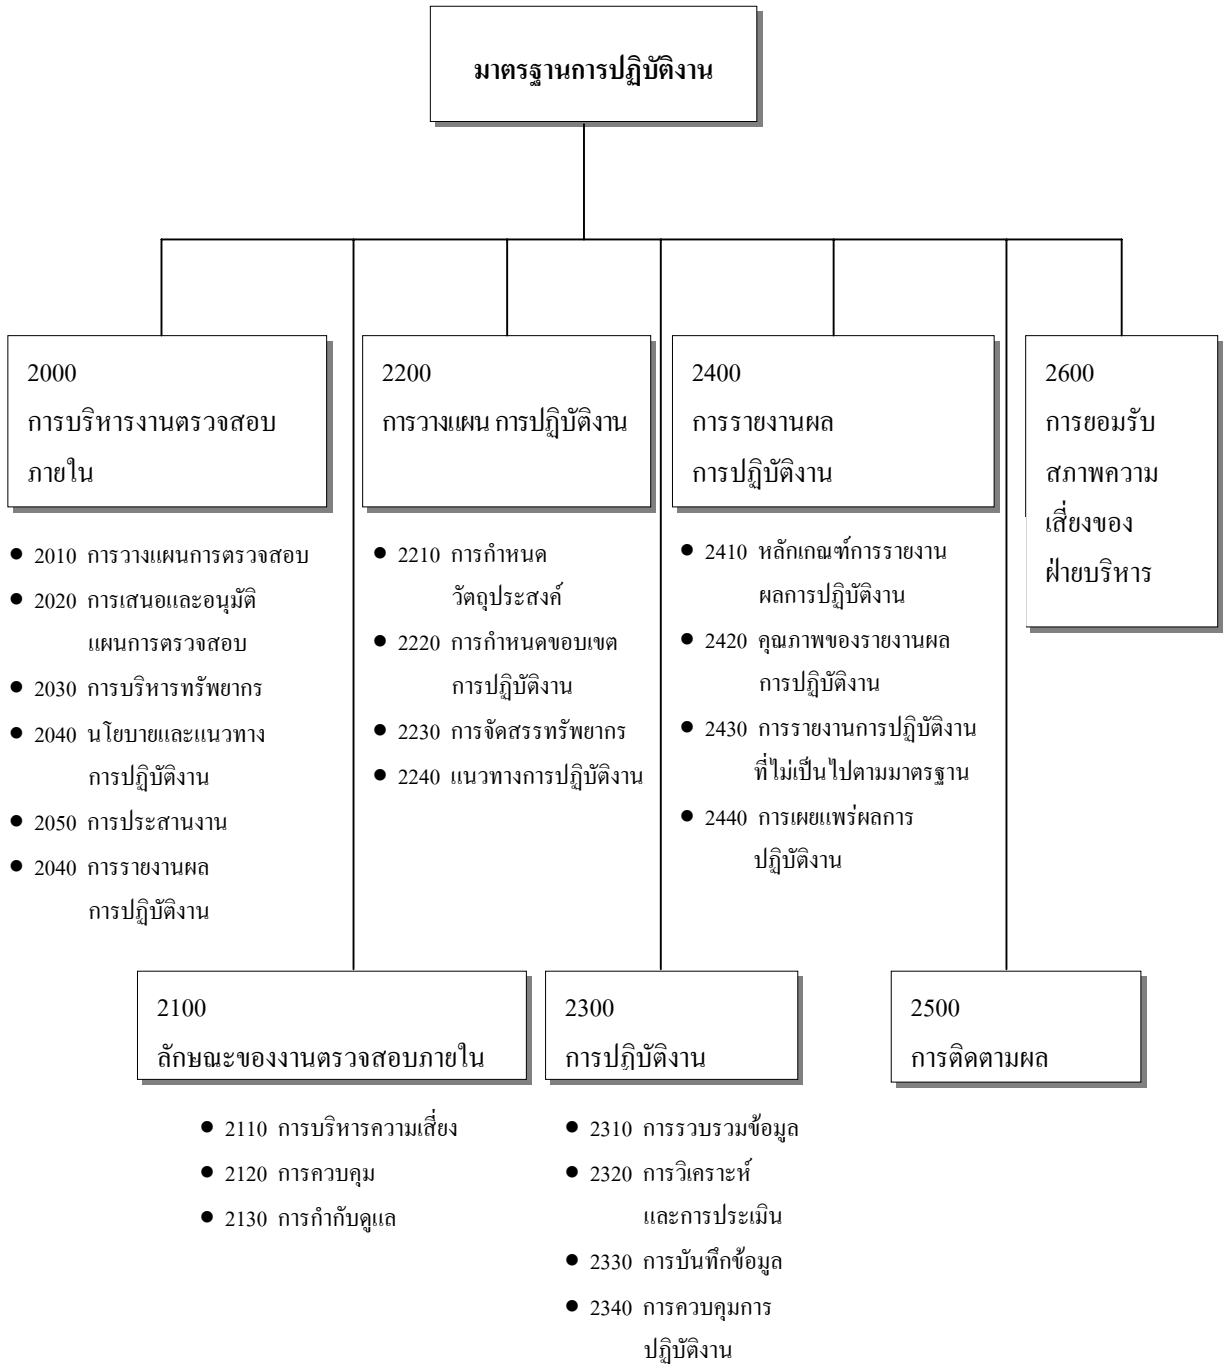 มาตรฐานการปฏิบัติงาน
2000
การบริหารงานตรวจสอบ
ภายใน
● 2010 การวางแผนการตรวจสอบ
● 2020 การเสนอและอนุมัติ
แผนการตรวจสอบ
● 2030 การบริหารทรัพยากร
● 2040 นโยบายและแนวทาง
การปฏิบัติงาน
● 2050 การประสานงาน
● 2040 การรายงานผล
การปฏิบัติงาน
2200
การวางแผน การปฏิบัติงาน
● 2210 การกำหนด
วัตถุประสงค์
● 2220 การกำหนดขอบเขต
การปฏิบัติงาน
● 2230 การจัดสรรทรัพยากร
● 2240 แนวทางการปฏิบัติงาน
2400
การรายงานผล
การปฏิบัติงาน
● 2410 หลักเกณฑ์การรายงาน
ผลการปฏิบัติงาน
● 2420 คุณภาพของรายงานผล
การปฏิบัติงาน
● 2430 การรายงานการปฏิบัติงาน
ที่ไม่เป็นไปตามมาตรฐาน
● 2440 การเผยแพร่ผลการ
ปฏิบัติงาน
2600
การยอมรับ
สภาพความ
เสี่ยงของ
ฝ่ายบริหาร
2100
ลักษณะของงานตรวจสอบภายใน
● 2110 การบริหารความเสี่ยง
● 2120 การควบคุม
● 2130 การกำกับดูแล
2300
การปฏิบัติงาน
● 2310 การรวบรวมข้อมูล
● 2320 การวิเคราะห์
และการประเมิน
● 2330 การบันทึกข้อมูล
● 2340 การควบคุมการ
ปฏิบัติงาน
2500
การติดตามผล